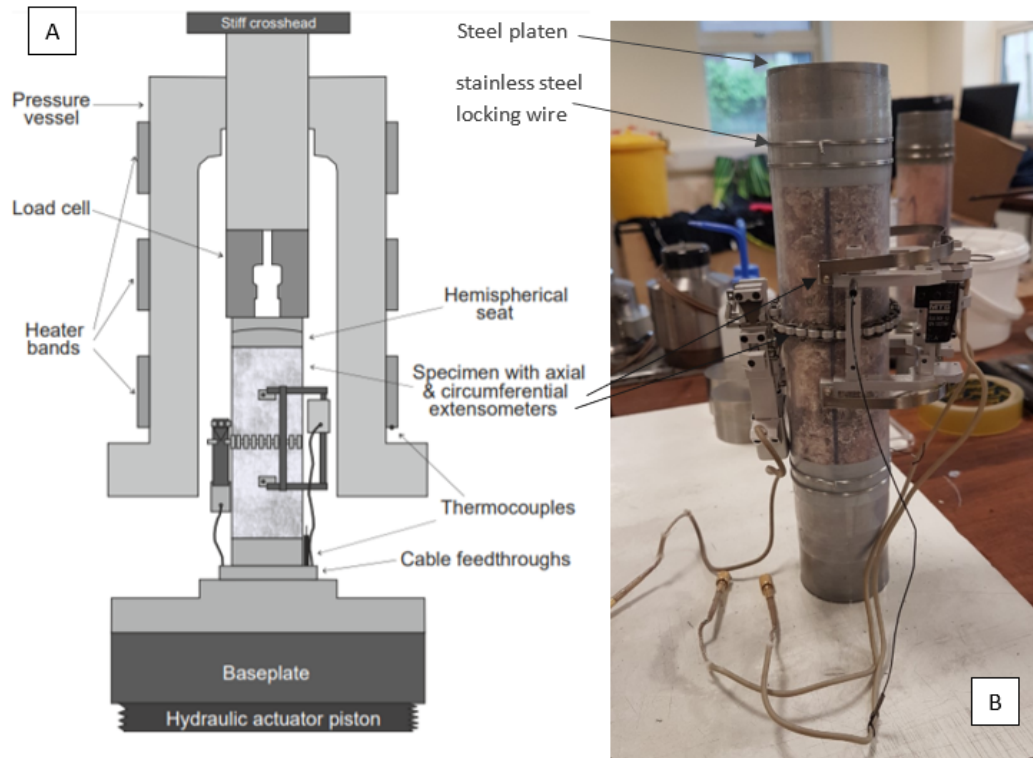 A
Stiff crosshead
Pressure
vessel
Load cell
Heater
bands
Hemispherical
seat
Specimen with axial
& circumferential
extensometers
Thermocouples
Cable feedthroughs
Baseplate
Hydraulic actuator piston
Steel platen
stainless steel
locking wire
B